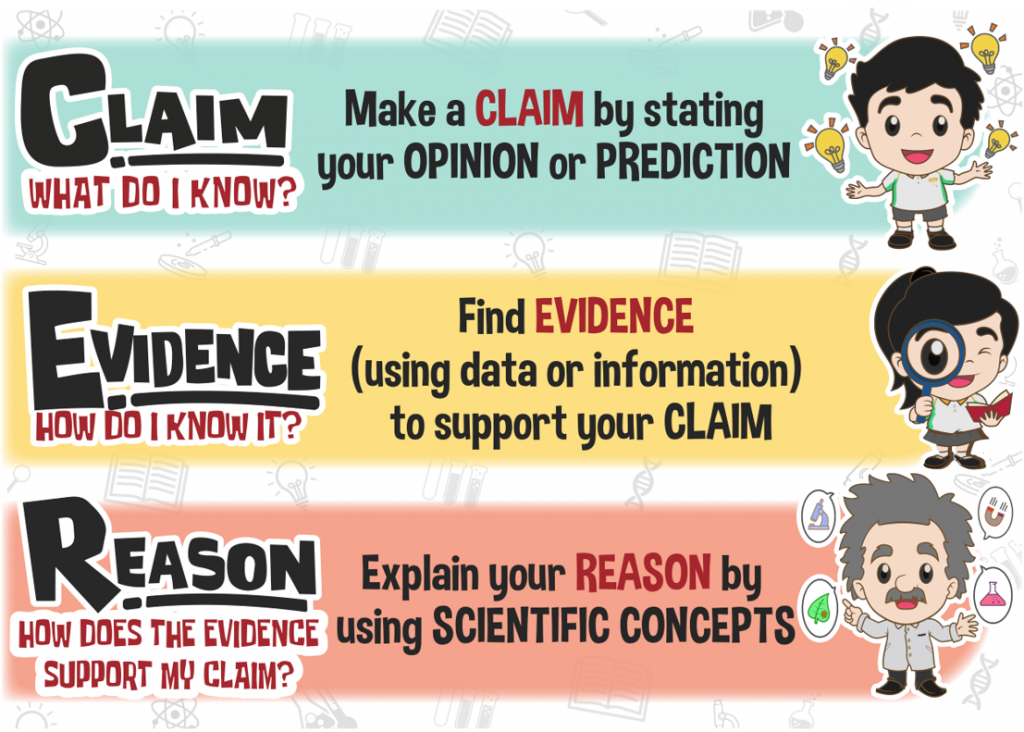 CLAIM
WHAT DO I KNOW?
Make a CLAIM by stating
your OPINION or PREDICTION
EVIDENCE
HOW DO I KNOW IT?
Find EVIDENCE
(using data or information)
to support your CLAIM
REASON
HOW DOES THE EVIDENCE
SUPPORT MY CLAIM?
Explain your REASON by
using SCIENTIFIC CONCEPTS